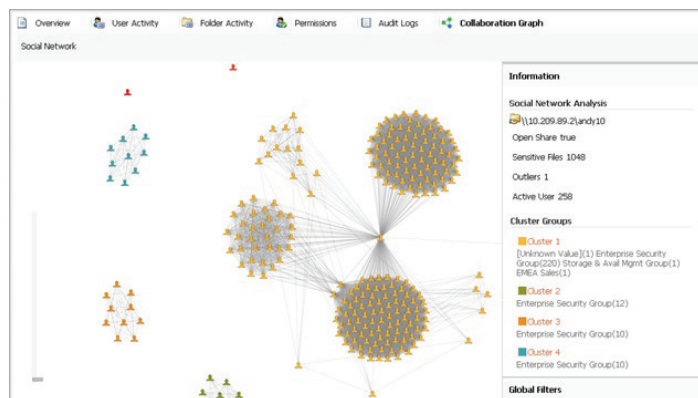 Overview User Activity Folder Activity Permissions Audit Logs Collaboration Graph
Social Network
Information
Social Network Analysis
\\10.209.89.2\andy10
Open Share true
Sensitive Files 1048
Outliers 1
Active User 258
Cluster Groups
Cluster 1
[Unknown Value](1) Enterprise Security
Group(220) Storage & Avail Mgmt Group(1)
EMEA Sales(1)
Cluster 2
Enterprise Security Group(12)
Cluster 3
Enterprise Security Group(10)
Cluster 4
Enterprise Security Group(10)
Global Filters